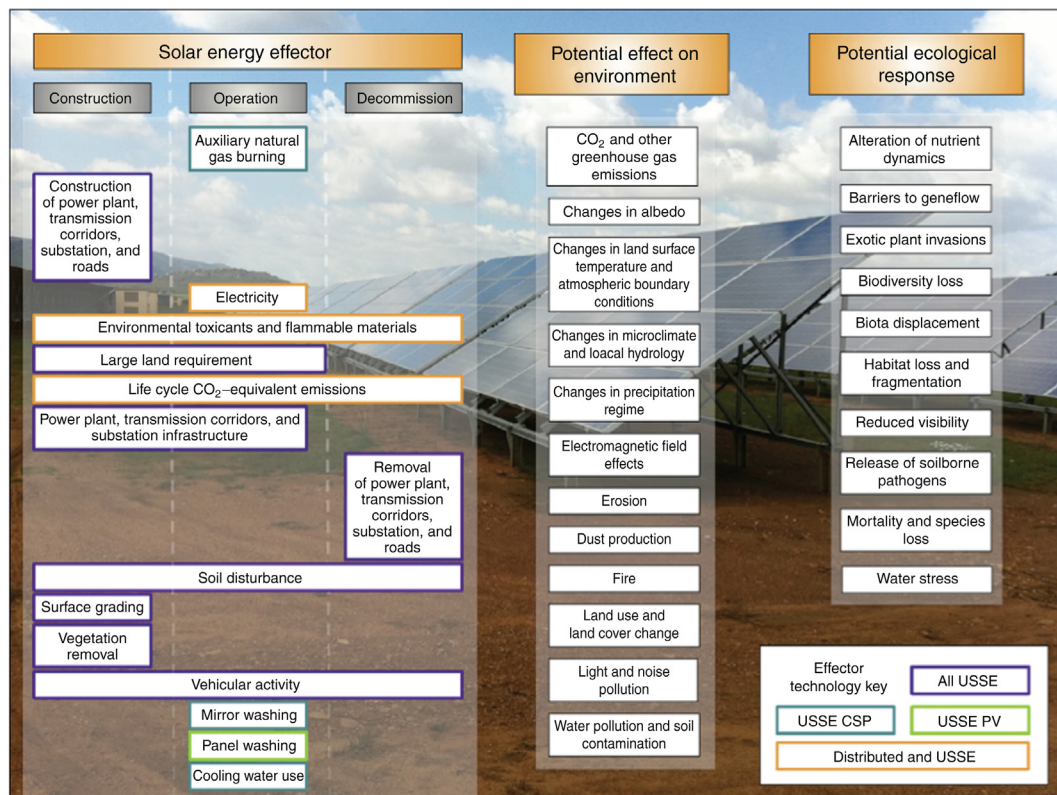 Solar energy effector
Construction
Operation
Decommission
Auxiliary natural
gas burning
Construction
of power plant,
transmission
corridors,
substation, and
roads
Electricity
Environmental toxicants and flammable materials
Large land requirement
Life cycle CO₂–equivalent emissions
Power plant, transmission corridors, and
substation infrastructure
Removal
of power plant,
transmission
corridors,
substation, and
roads
Soil disturbance
Surface grading
Vegetation
removal
Vehicular activity
Mirror washing
Panel washing
Cooling water use
Potential effect on
environment
CO₂ and other
greenhouse gas
emissions
Changes in albedo
Changes in land surface
temperature and
atmospheric boundary
conditions
Changes in microclimate
and loacal hydrology
Changes in precipitation
regime
Electromagnetic field
effects
Erosion
Dust production
Fire
Land use and
land cover change
Light and noise
pollution
Water pollution and soil
contamination
Potential ecological
response
Alteration of nutrient
dynamics
Barriers to geneflow
Exotic plant invasions
Biodiversity loss
Biota displacement
Habitat loss and
fragmentation
Reduced visibility
Release of soilborne
pathogens
Mortality and species
loss
Water stress
Effector
technology key
All USSE
USSE CSP
USSE PV
Distributed and USSE